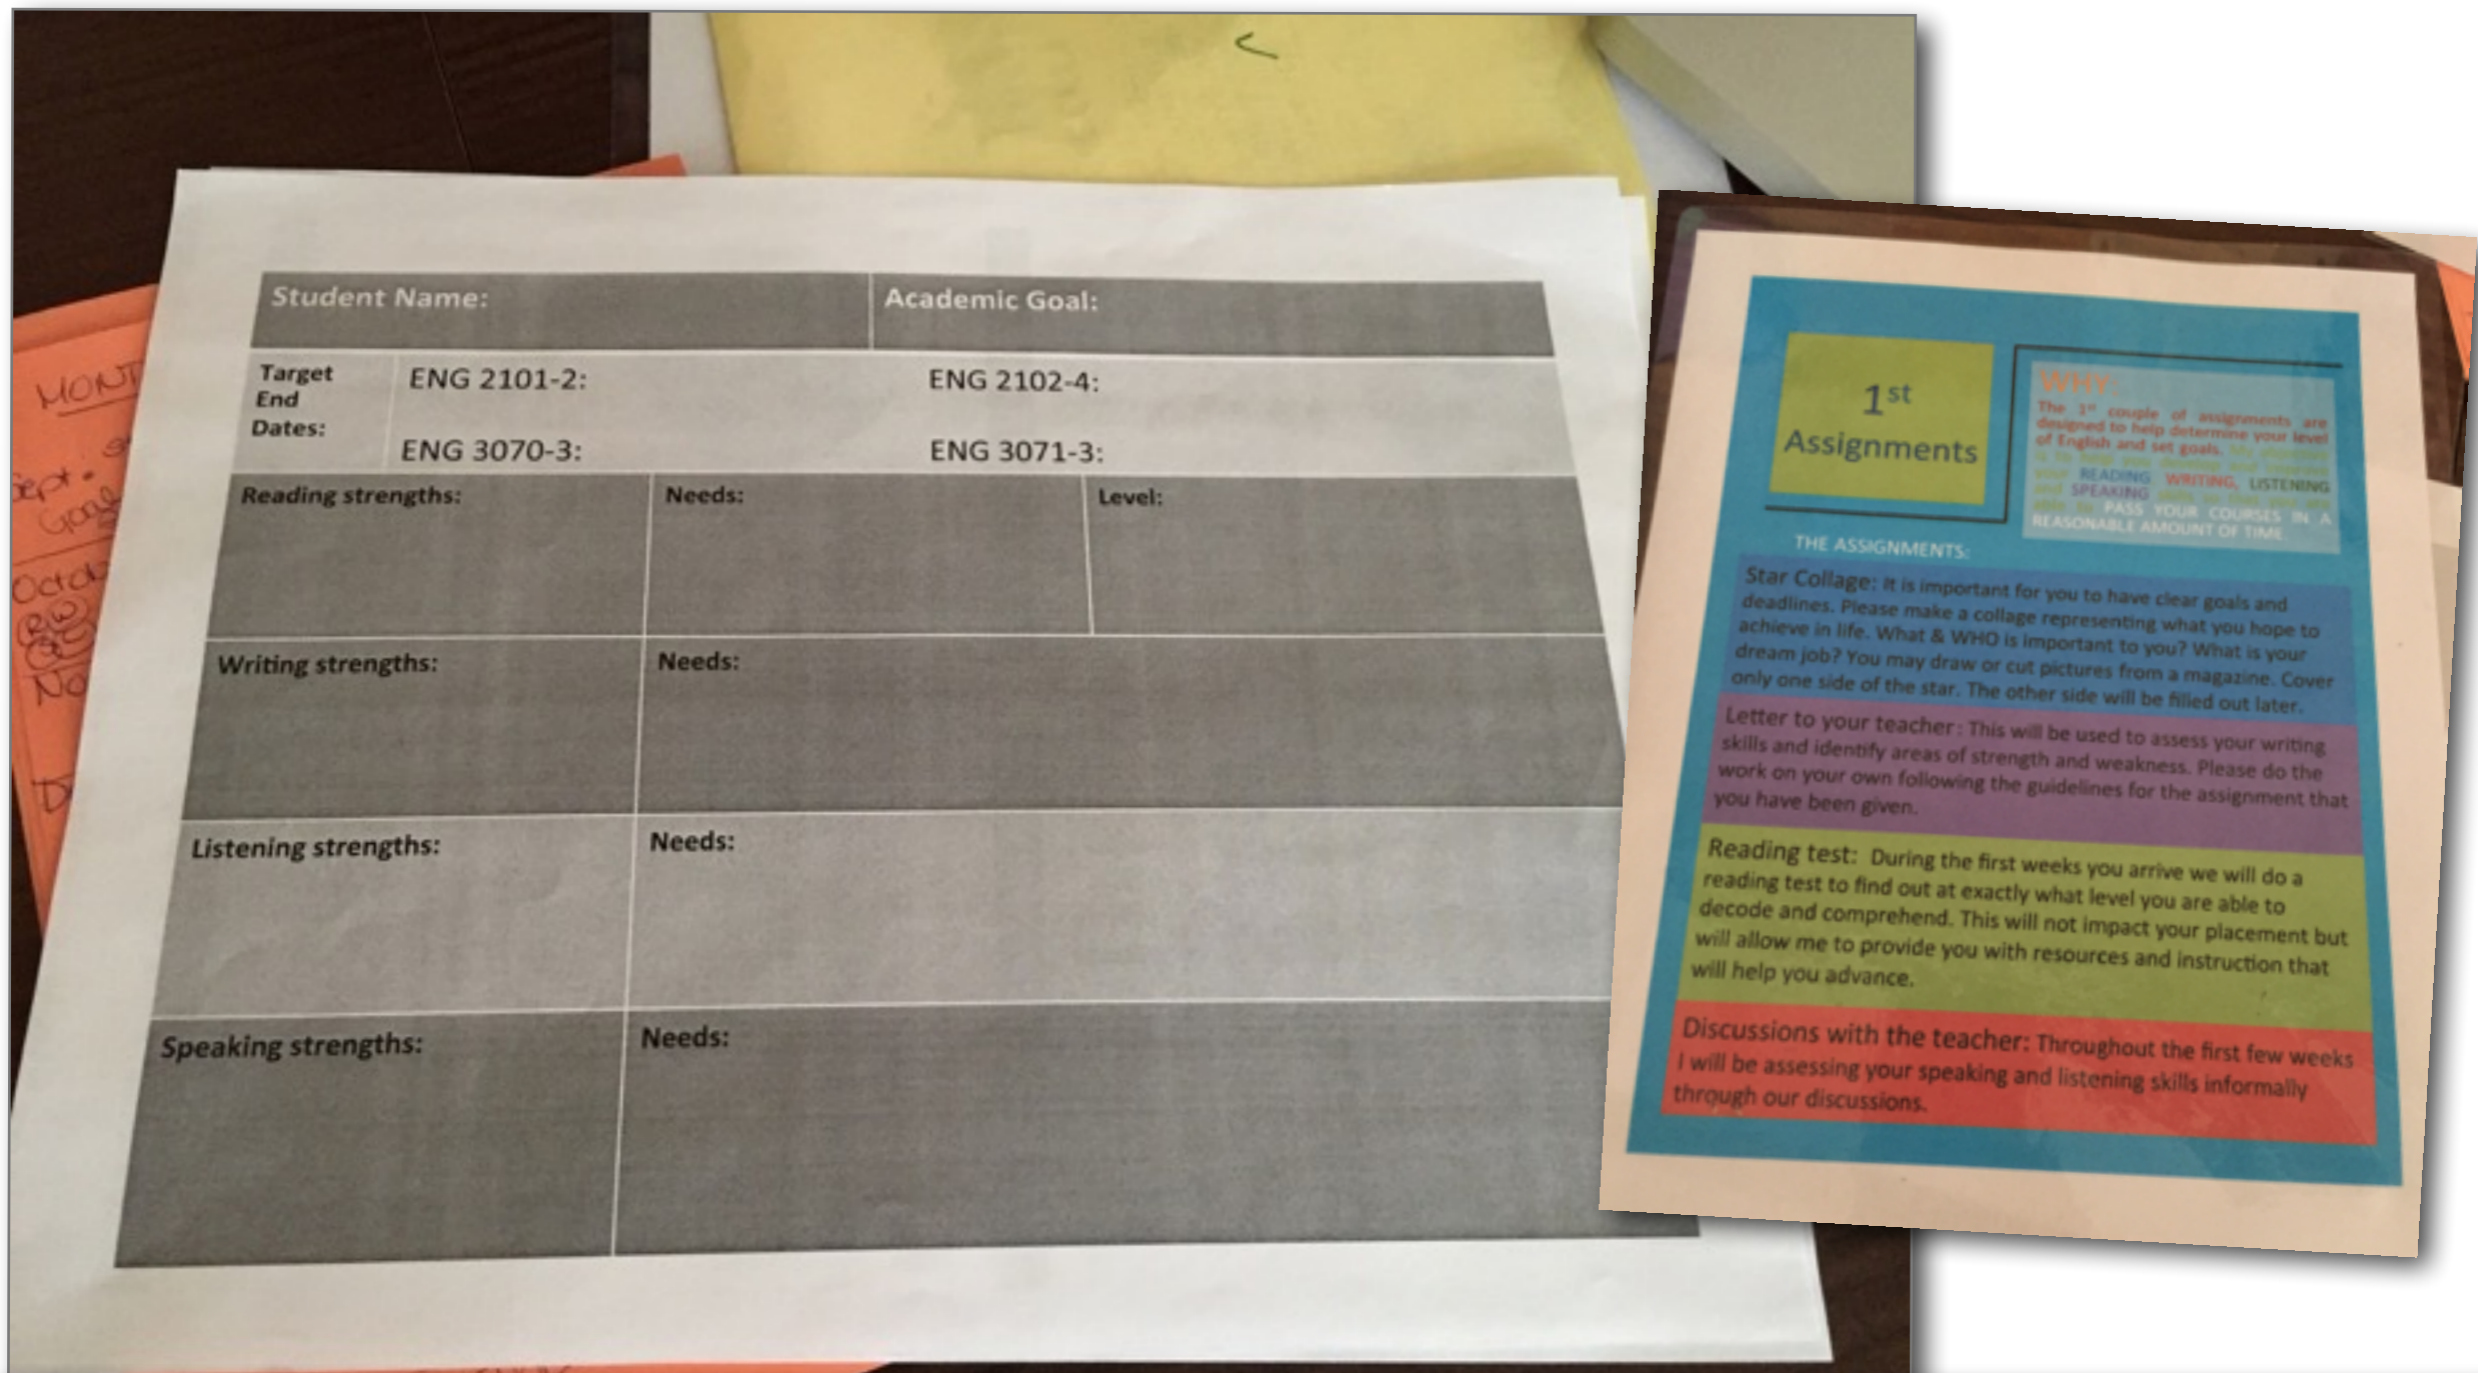 Student Name:
Academic Goal:
Target
End
Dates:
ENG 2101-2:
ENG 2102-4:
ENG 3070-3:
ENG 3071-3:
Reading strengths:
Needs:
Level:
Writing strengths:
Needs:
Listening strengths:
Needs:
Speaking strengths:
Needs:
MONT
Sept.
Goals
Octob
RW
No
1st
Assignments
WHY:
The 1st couple of assignments are
designed to help determine your level
of English and set goals.
your READING WRITING, LISTENING
and SPEAKING
PASS YOUR COURSES IN A
REASONABLE AMOUNT OF TIME.
THE ASSIGNMENTS:
Star Collage: It is important for you to have clear goals and
deadlines. Please make a collage representing what you hope to
achieve in life. What & WHO is important to you? What is your
dream job? You may draw or cut pictures from a magazine. Cover
only one side of the star. The other side will be filled out later.
Letter to your teacher: This will be used to assess your writing
skills and identify areas of strength and weakness. Please do the
work on your own following the guidelines for the assignment that
you have been given.
Reading test: During the first weeks you arrive we will do a
reading test to find out at exactly what level you are able to
decode and comprehend. This will not impact your placement but
will allow me to provide you with resources and instruction that
will help you advance.
Discussions with the teacher: Throughout the first few weeks
I will be assessing your speaking and listening skills informally
through our discussions.